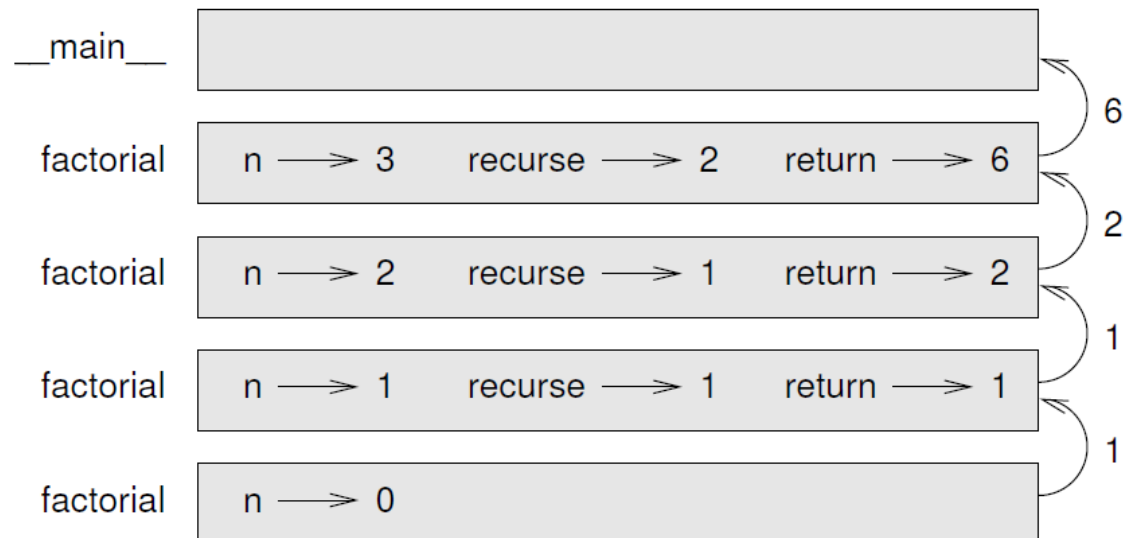 __main__
6
factorial n 3 recurse 2 return 6
2
factorial n 2 recurse 1 return 2
1
factorial n 1 recurse 1 return 1
1
factorial n 0